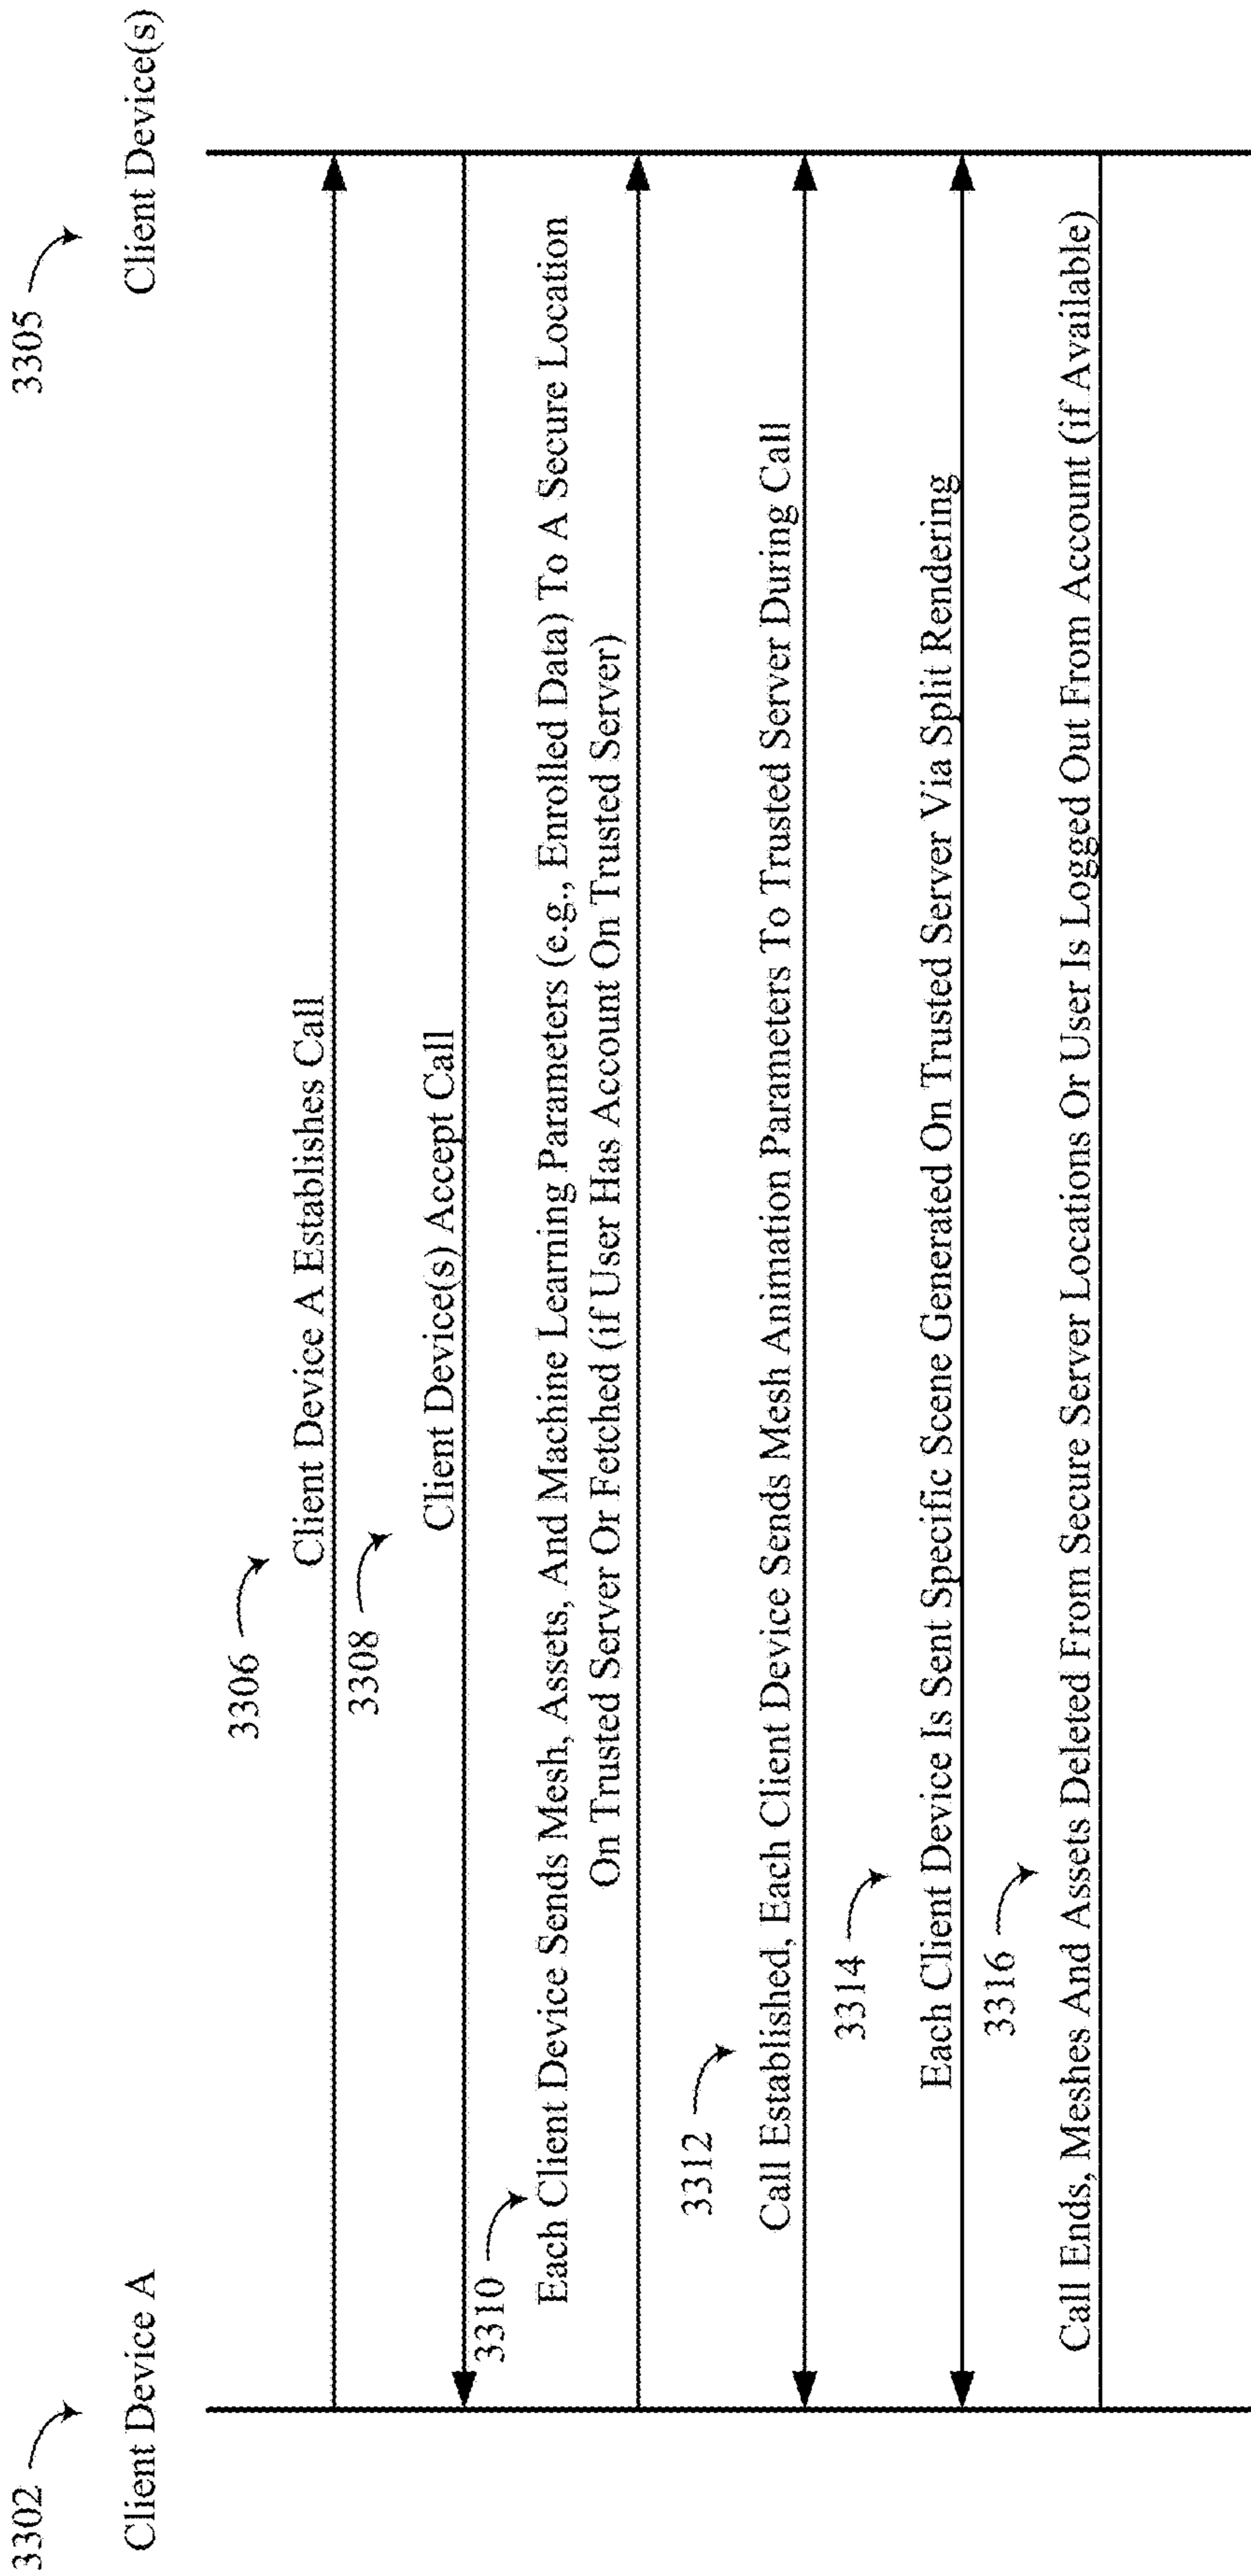 3302
Client Device A
3305
Client Device(s)
3306
Client Device A Establishes Call
3308
Client Device(s) Accept Call
3310
Each Client Device Sends Mesh, Assets, And Machine Learning Parameters (e.g., Enrolled Data) To A Secure Location
On Trusted Server Or Fetched (if User Has Account On Trusted Server)
3312
Call Established, Each Client Device Sends Mesh Animation Parameters To Trusted Server During Call
3314
Each Client Device Is Sent Specific Scene Generated On Trusted Server Via Split Rendering
3316
Call Ends, Meshes And Assets Deleted From Secure Server Locations Or User Is Logged Out From Account (if Available)